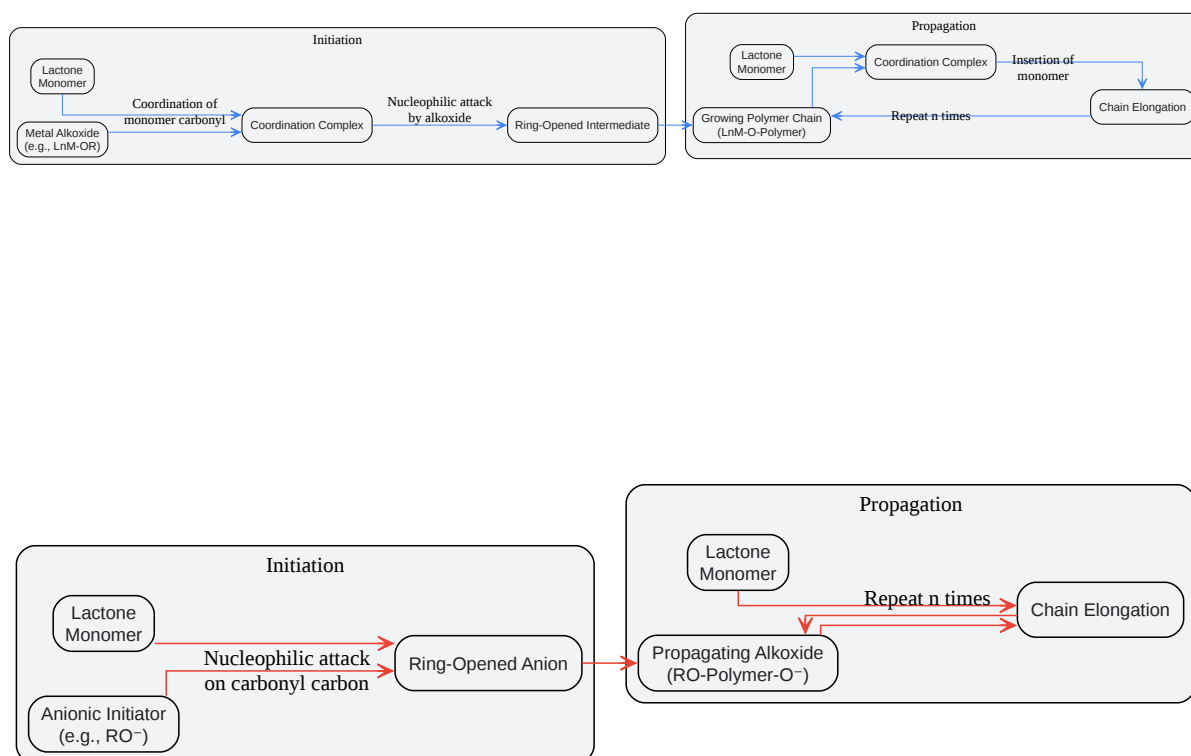 Initiation
Lactone
Monomer
Metal Alkoxide
(e.g., LnM-OR)
Coordination of
monomer carbonyl
Coordination Complex
Nucleophilic attack
by alkoxide
Ring-Opened Intermediate
Propagation
Lactone
Monomer
Growing Polymer Chain
(LnM-O-Polymer)
Coordination Complex
Insertion of
monomer
Chain Elongation
Repeat n times
Initiation
Lactone
Monomer
Anionic Initiator
(e.g., RO⁻)
Nucleophilic attack
on carbonyl carbon
Ring-Opened Anion
Propagation
Lactone
Monomer
Propagating Alkoxide
(RO-Polymer-O⁻)
Repeat n times
Chain Elongation